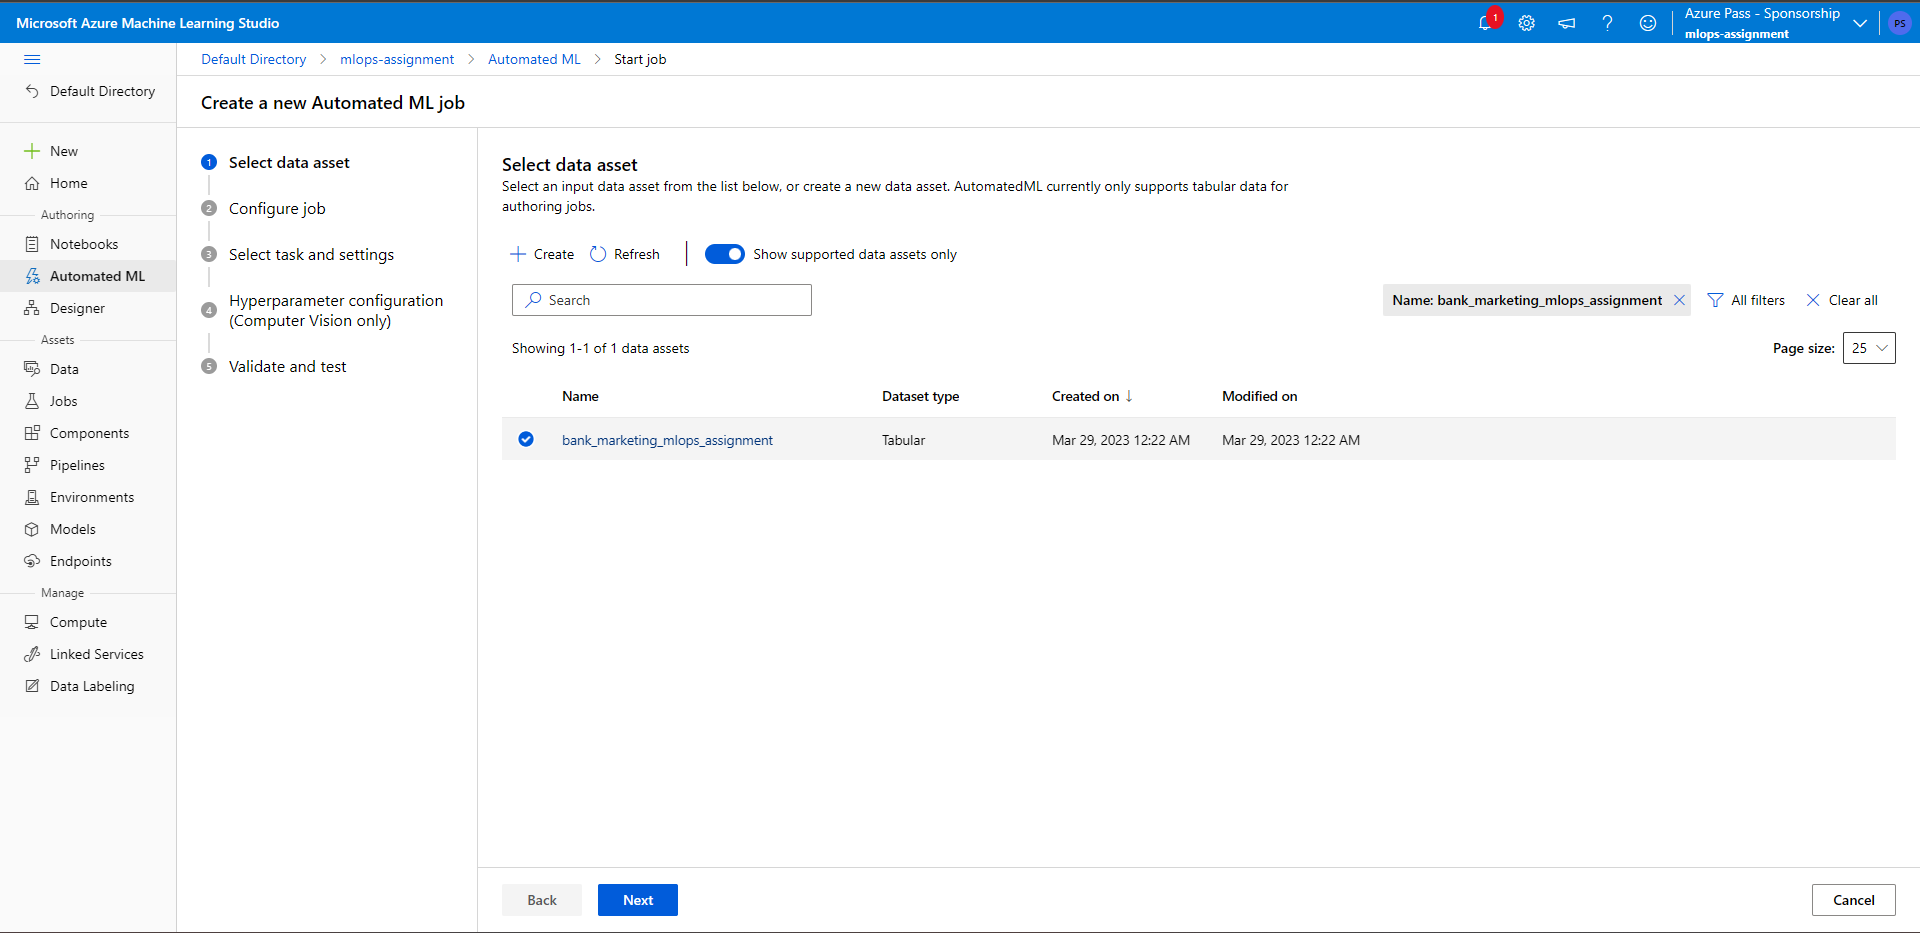 Microsoft Azure Machine Learning Studio
1
Azure Pass - Sponsorship
mlops-assignment
PS
Default Directory
New
Home
Authoring
Notebooks
Automated ML
Designer
Assets
Data
Jobs
Components
Pipelines
Environments
Models
Endpoints
Manage
Compute
Linked Services
Data Labeling
Default Directory > mlops-assignment > Automated ML > Start job
Create a new Automated ML job
1 Select data asset
2 Configure job
3 Select task and settings
4 Hyperparameter configuration
(Computer Vision only)
5 Validate and test
Select data asset
Select an input data asset from the list below, or create a new data asset. AutomatedML currently only supports tabular data for
authoring jobs.
Create Refresh Show supported data assets only
Search
Name: bank_marketing_mlops_assignment All filters Clear all
Showing 1-1 of 1 data assets
Page size: 25
Name Dataset type Created on ↓ Modified on
bank_marketing_mlops_assignment Tabular Mar 29, 2023 12:22 AM Mar 29, 2023 12:22 AM
Back Next Cancel